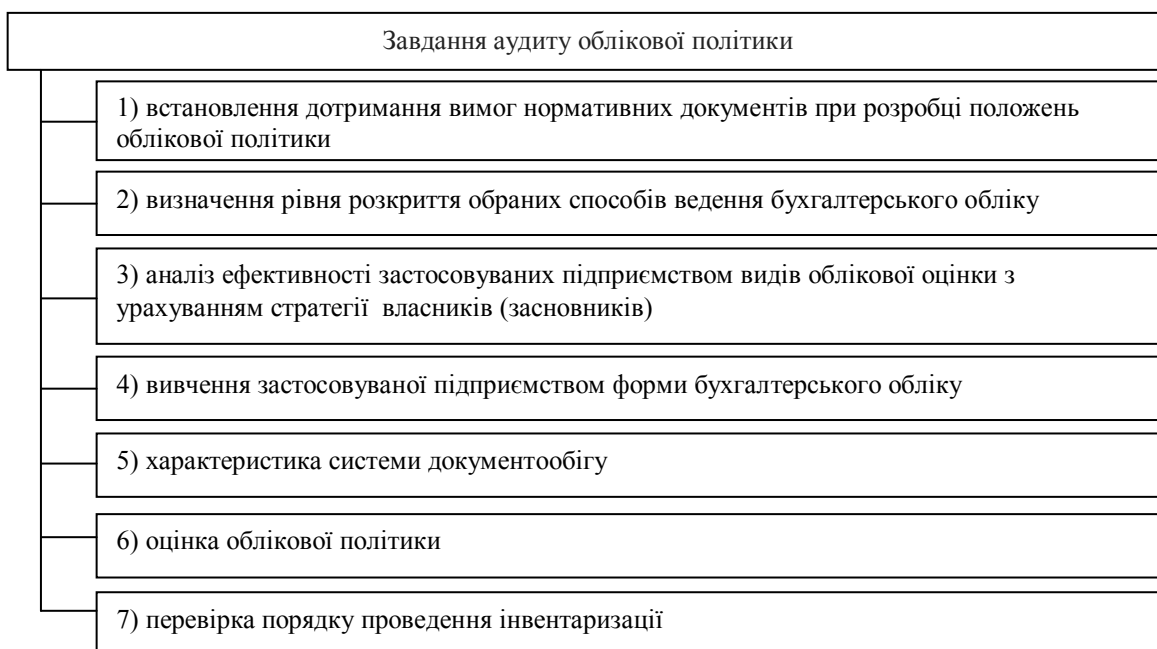 Завдання аудиту облікової політики
1) встановлення дотримання вимог нормативних документів при розробці положень
облікової політики
2) визначення рівня розкриття обраних способів ведення бухгалтерського обліку
3) аналіз ефективності застосовуваних підприємством видів облікової оцінки з
урахуванням стратегії власників (засновників)
4) вивчення застосовуваної підприємством форми бухгалтерського обліку
5) характеристика системи документообігу
6) оцінка облікової політики
7) перевірка порядку проведення інвентаризації